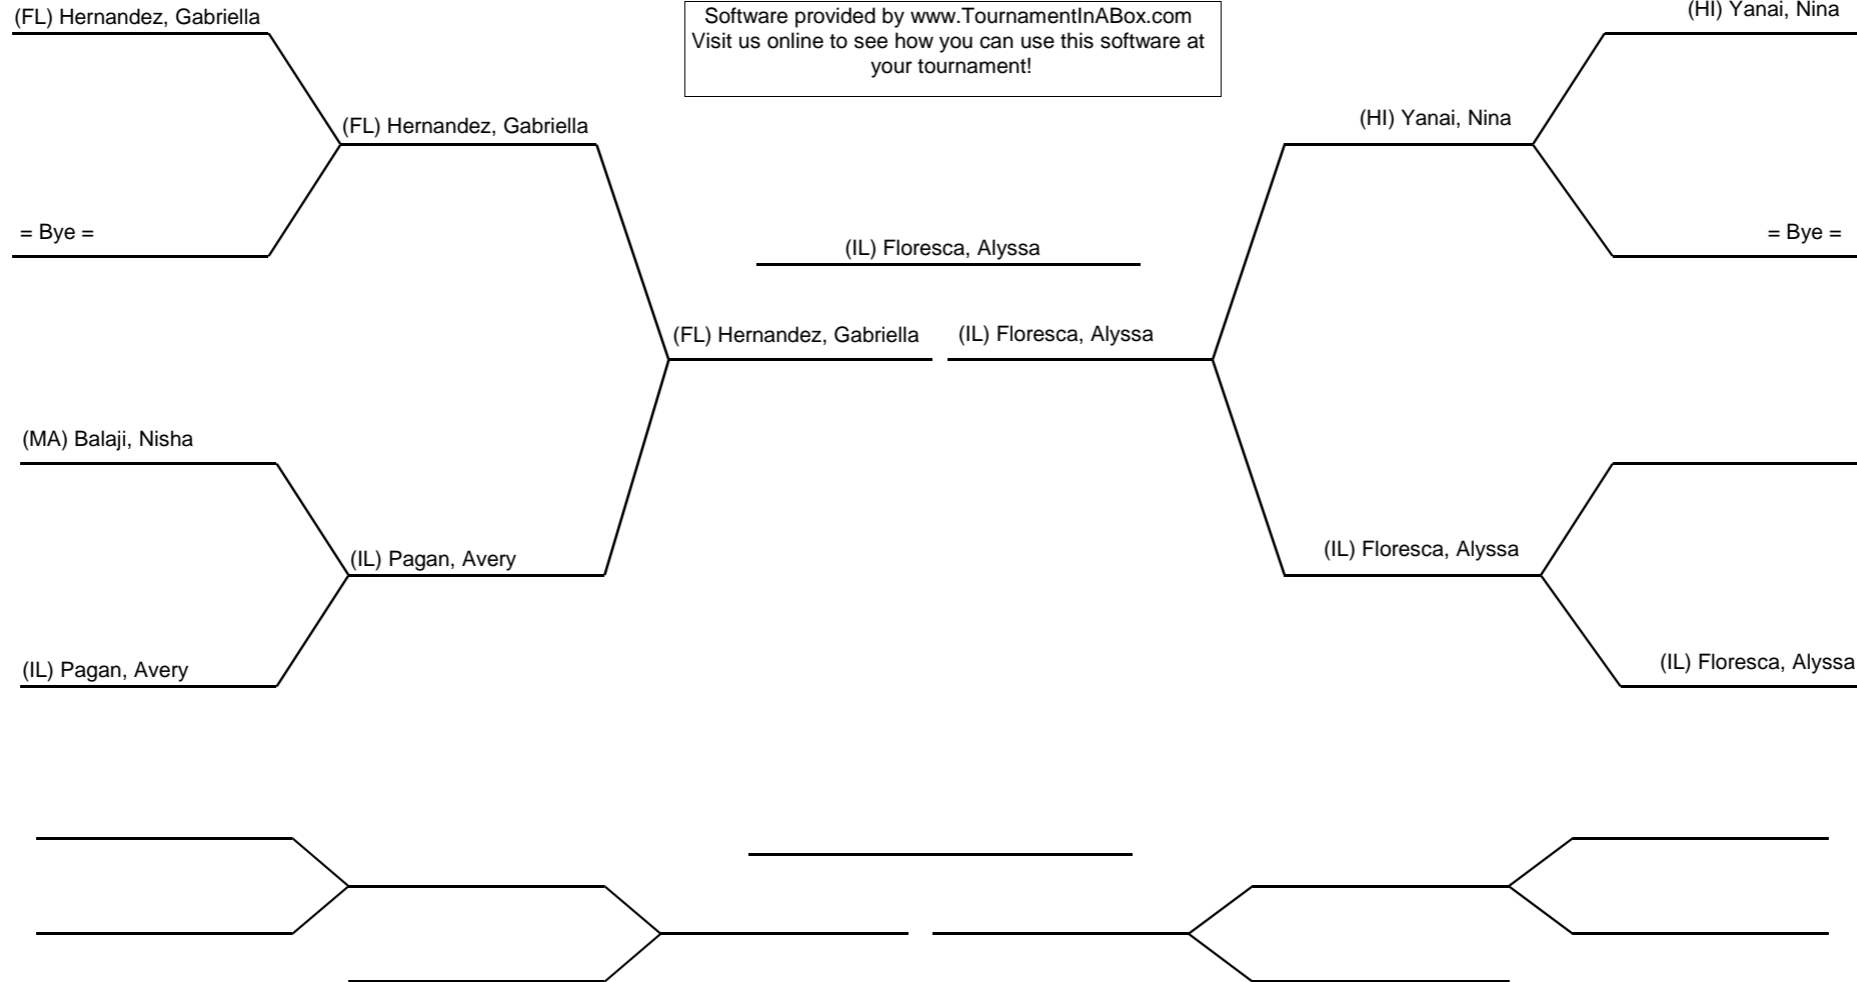 (FL) Hernandez, Gabriella
Software provided by www.TournamentInABox.com
Visit us online to see how you can use this software at
your tournament!
(HI) Yanai, Nina
(FL) Hernandez, Gabriella
(HI) Yanai, Nina
= Bye =
(IL) Floresca, Alyssa
= Bye =
(FL) Hernandez, Gabriella
(IL) Floresca, Alyssa
(MA) Balaji, Nisha
(IL) Pagan, Avery
(IL) Floresca, Alyssa
(IL) Pagan, Avery
(IL) Floresca, Alyssa